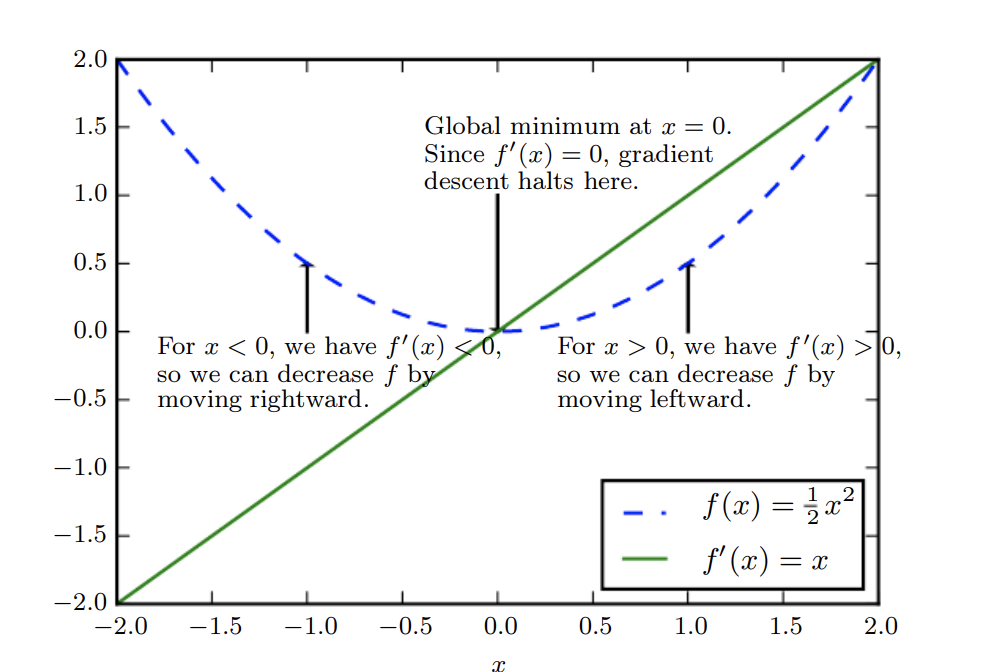 2.0
1.5
1.0
0.5
0.0
−0.5
−1.0
−1.5
−2.0
Global minimum at x = 0.
Since f′(x) = 0, gradient
descent halts here.
For x < 0, we have f′(x) < 0,
so we can decrease f by
moving rightward.
For x > 0, we have f′(x) > 0,
so we can decrease f by
moving leftward.
f(x) = ½x²
f′(x) = x
−2.0 −1.5 −1.0 −0.5 0.0 0.5 1.0 1.5 2.0
x